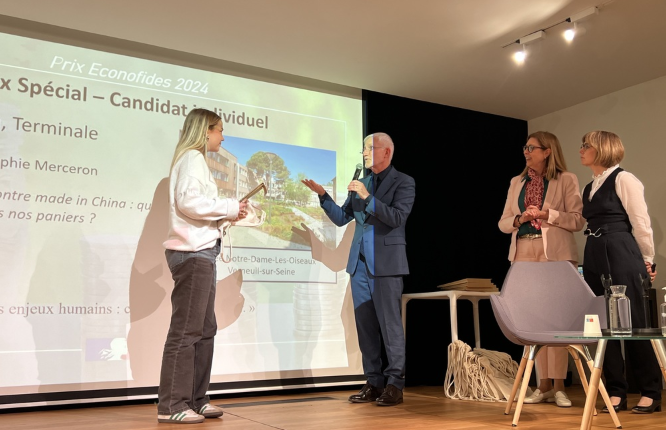 Prix Econofides 2024
x Spécial – Candidat individuel
, Terminale
phie Merceron
ontre made in China : qu
s nos paniers ?
Notre-Dame-Les-Oiseaux
Verneuil-sur-Seine
s enjeux humains : c
. »